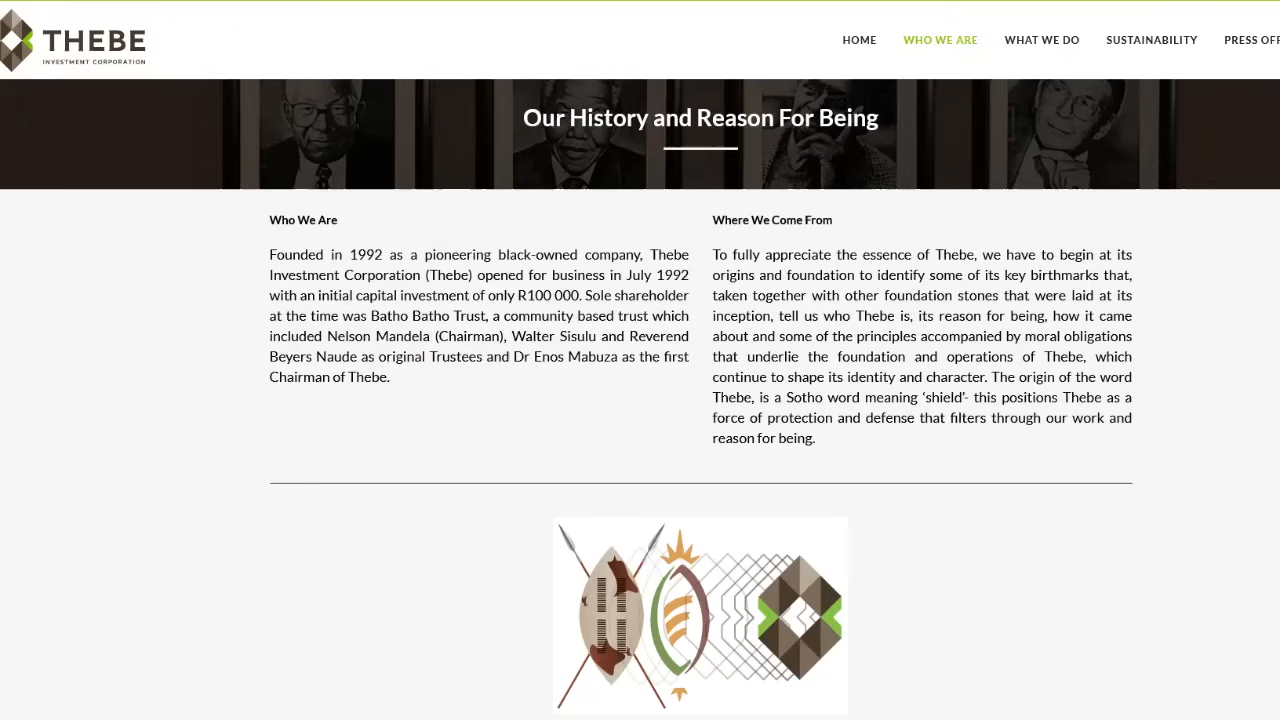 THEBE
INVESTMENT CORPORATION
HOME
WHO WE ARE
WHAT WE DO
SUSTAINABILITY
PRESS OFF
Our History and Reason For Being
Who We Are
Founded in 1992 as a pioneering black-owned company, Thebe
Investment Corporation (Thebe) opened for business in July 1992
with an initial capital investment of only R100 000. Sole shareholder
at the time was Batho Batho Trust, a community based trust which
included Nelson Mandela (Chairman), Walter Sisulu and Reverend
Beyers Naude as original Trustees and Dr Enos Mabuza as the first
Chairman of Thebe.
Where We Come From
To fully appreciate the essence of Thebe, we have to begin at its
origins and foundation to identify some of its key birthmarks that,
taken together with other foundation stones that were laid at its
inception, tell us who Thebe is, its reason for being, how it came
about and some of the principles accompanied by moral obligations
that underlie the foundation and operations of Thebe, which
continue to shape its identity and character. The origin of the word
Thebe, is a Sotho word meaning ‘shield’- this positions Thebe as a
force of protection and defense that filters through our work and
reason for being.